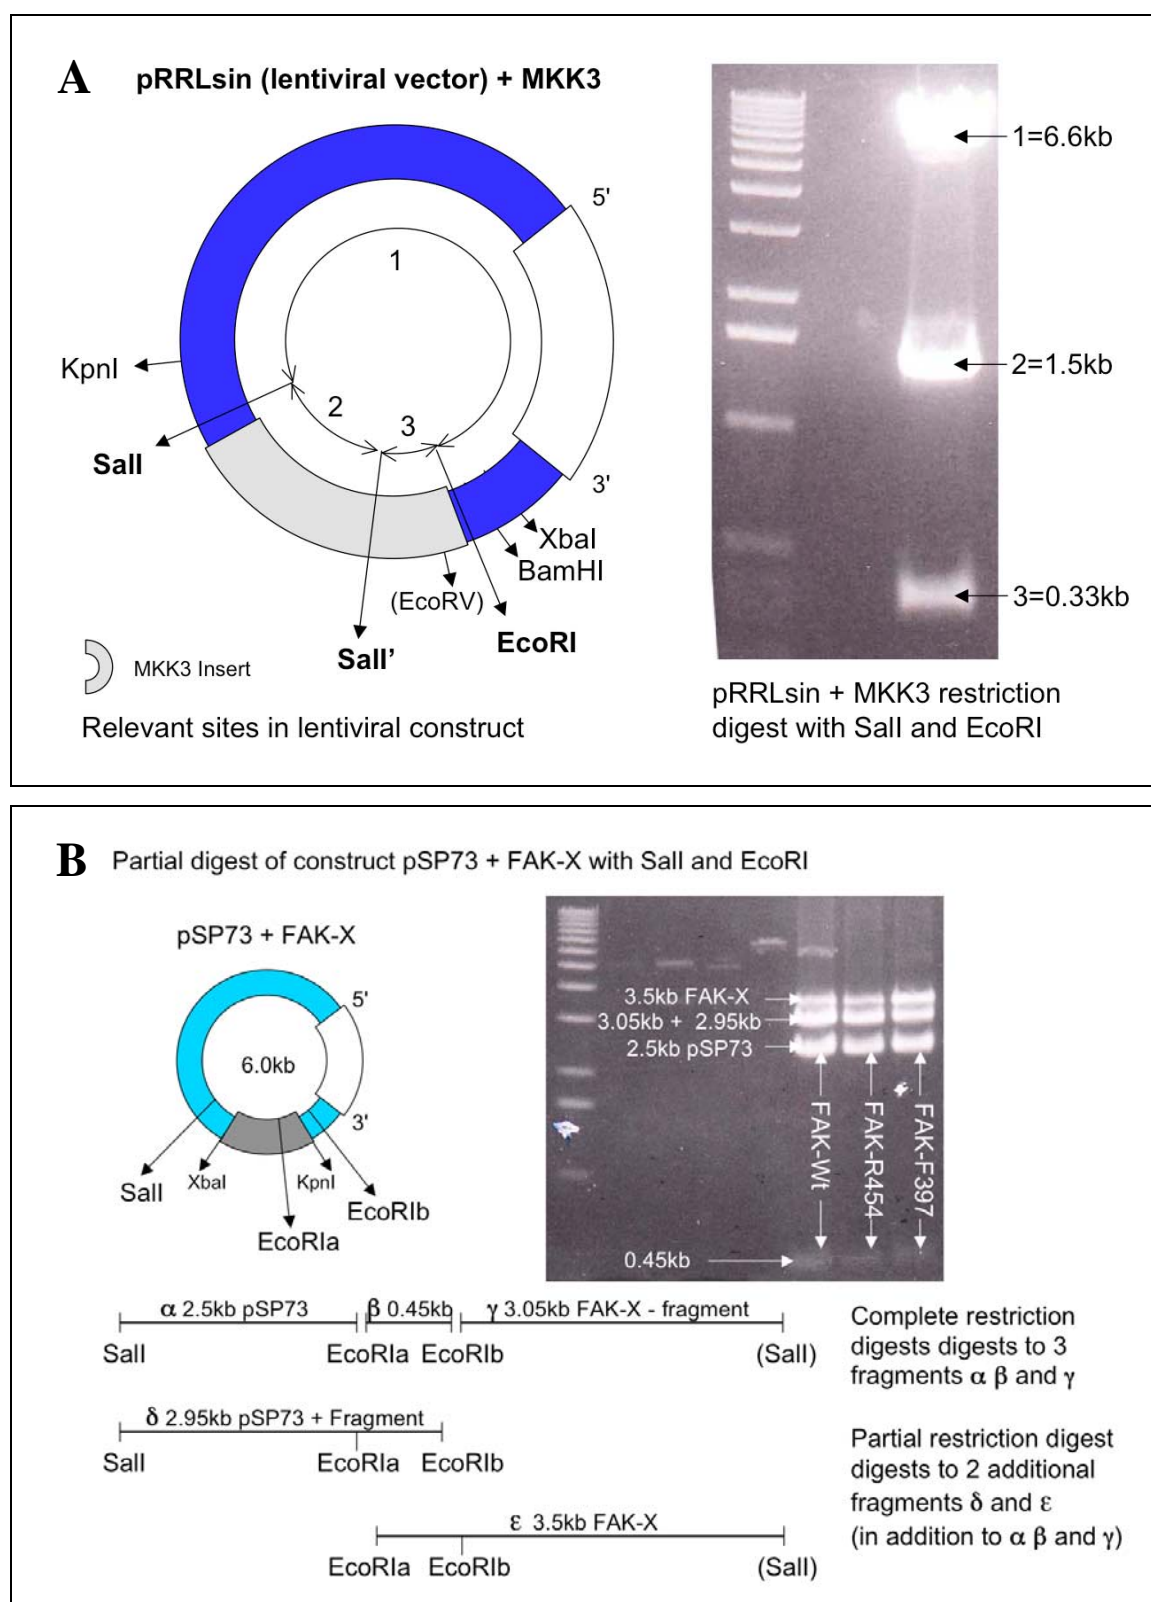 A
pRRLsin (lentiviral vector) + MKK3
5'
1
1=6.6kb
KpnI
2
3
2=1.5kb
SalI
3'
XbaI
BamHI
(EcoRV)
3=0.33kb
EcoRI
SalI’
MKK3 Insert
pRRLsin + MKK3 restriction
digest with SalI and EcoRI
Relevant sites in lentiviral construct
B
Partial digest of construct pSP73 + FAK-X with SalI and EcoRI
pSP73 + FAK-X
5'
6.0kb
3'
SalI
XbaI
KpnI
EcoRIb
EcoRIa
3.5kb FAK-X
3.05kb + 2.95kb
2.5kb pSP73
FAK-Wt
FAK-R454
FAK-F397
0.45kb
α 2.5kb pSP73
β 0.45kb
γ 3.05kb FAK-X - fragment
SalI
EcoRIa
EcoRIb
(SalI)
Complete restriction
digests digests to 3
fragments α β and γ
δ 2.95kb pSP73 + Fragment
SalI
EcoRIa
EcoRIb
Partial restriction digest
digests to 2 additional
fragments δ and ε
(in addition to α β and γ)
ε 3.5kb FAK-X
EcoRIa
EcoRIb
(SalI)